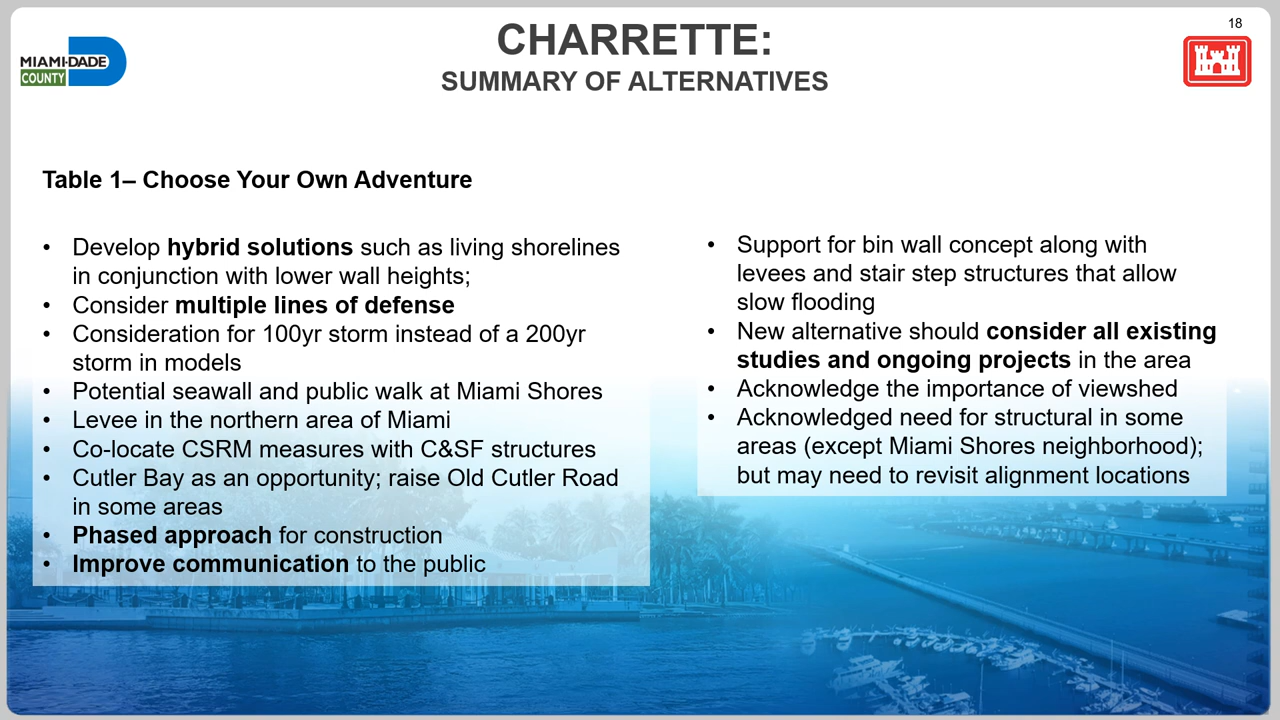 18
MIAMI-DADE
COUNTY
CHARRETTE:
SUMMARY OF ALTERNATIVES
Table 1– Choose Your Own Adventure
• Develop hybrid solutions such as living shorelines
in conjunction with lower wall heights;
• Consider multiple lines of defense
• Consideration for 100yr storm instead of a 200yr
storm in models
• Potential seawall and public walk at Miami Shores
• Levee in the northern area of Miami
• Co-locate CSRM measures with C&SF structures
• Cutler Bay as an opportunity; raise Old Cutler Road
in some areas
• Phased approach for construction
• Improve communication to the public
• Support for bin wall concept along with
levees and stair step structures that allow
slow flooding
• New alternative should consider all existing
studies and ongoing projects in the area
• Acknowledge the importance of viewshed
• Acknowledged need for structural in some
areas (except Miami Shores neighborhood);
but may need to revisit alignment locations